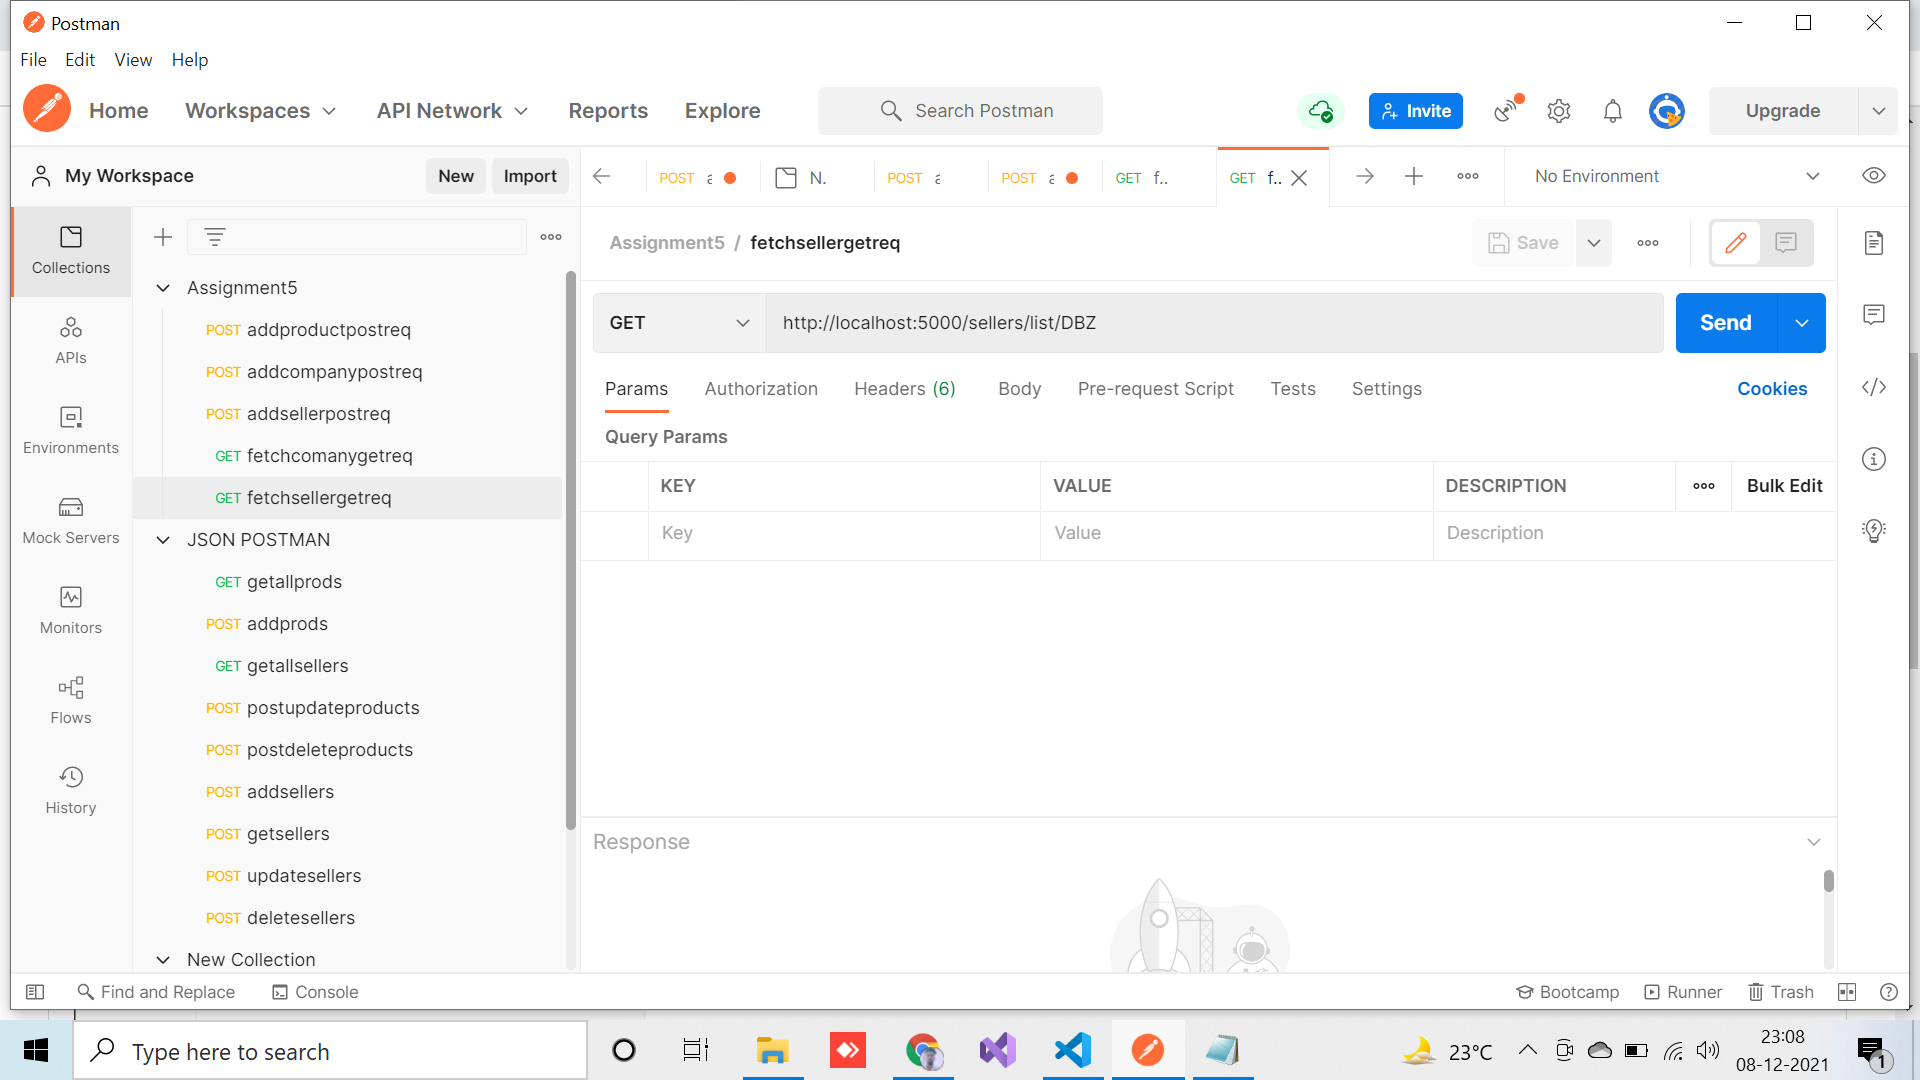 Postman
File Edit View Help
Home Workspaces API Network Reports Explore Search Postman Invite Upgrade
My Workspace New Import
POST a POST a POST a GET f.. GET f.. N.
No Environment
Collections
APIs
Environments
Mock Servers
Monitors
Flows
History
Assignment5
POST addproductpostreq
POST addcompanypostreq
POST addsellerpostreq
GET fetchcomanygetreq
GET fetchsellergetreq
JSON POSTMAN
GET getallprods
POST addprods
GET getallsellers
POST postupdateproducts
POST postdeleteproducts
POST addsellers
POST getsellers
POST updatesellers
POST deletesellers
New Collection
Assignment5 / fetchsellergetreq Save
GET http://localhost:5000/sellers/list/DBZ Send
Params Authorization Headers (6) Body Pre-request Script Tests Settings Cookies
Query Params
KEY VALUE DESCRIPTION Bulk Edit
Key Value Description
Response
Find and Replace Console Bootcamp Runner Trash
Type here to search 23°C 23:08
08-12-2021 1